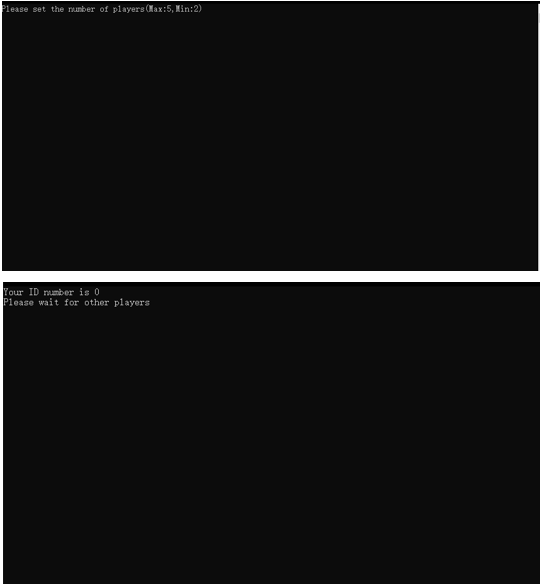 Please set the number of players(Max:5,Min:2)
Your ID number is 0
Please wait for other players